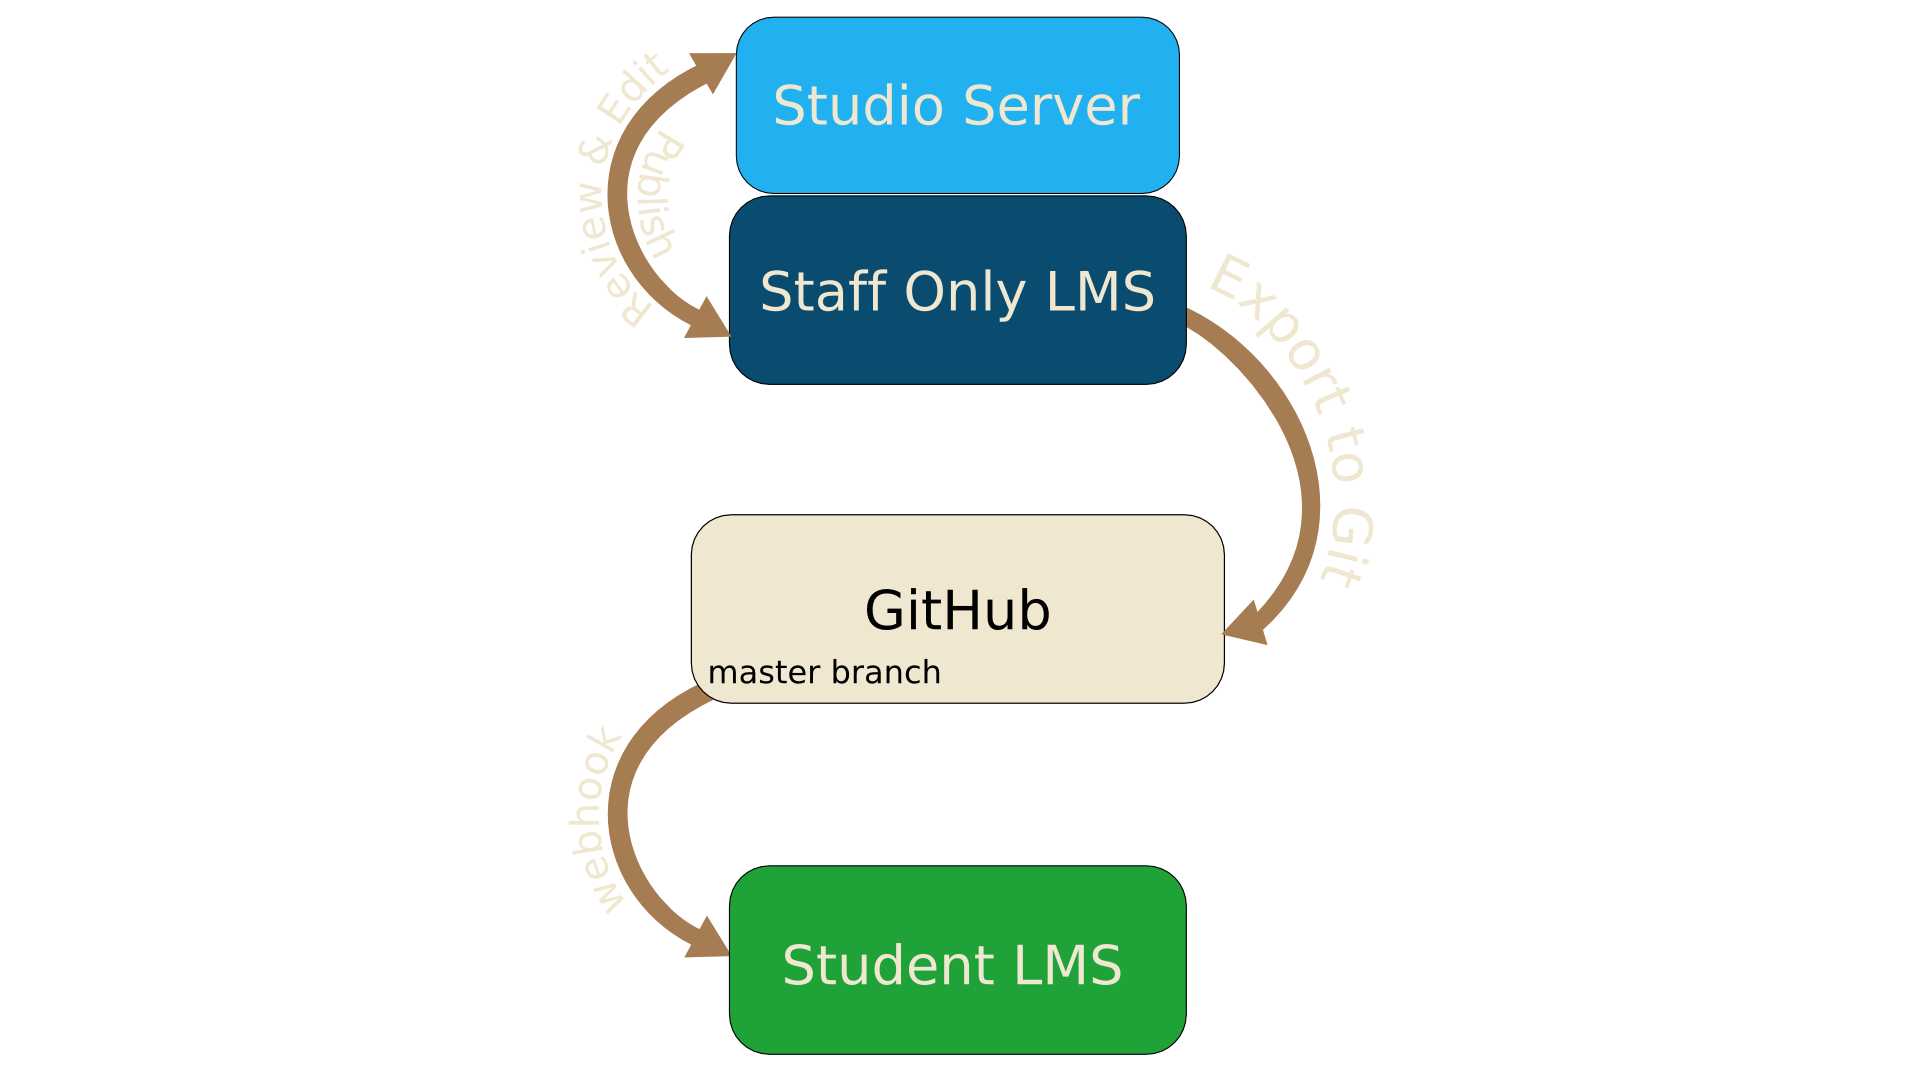 Studio Server
Review & Edit
Publish
Staff Only LMS
Export to Git
GitHub
master branch
webhook
Student LMS